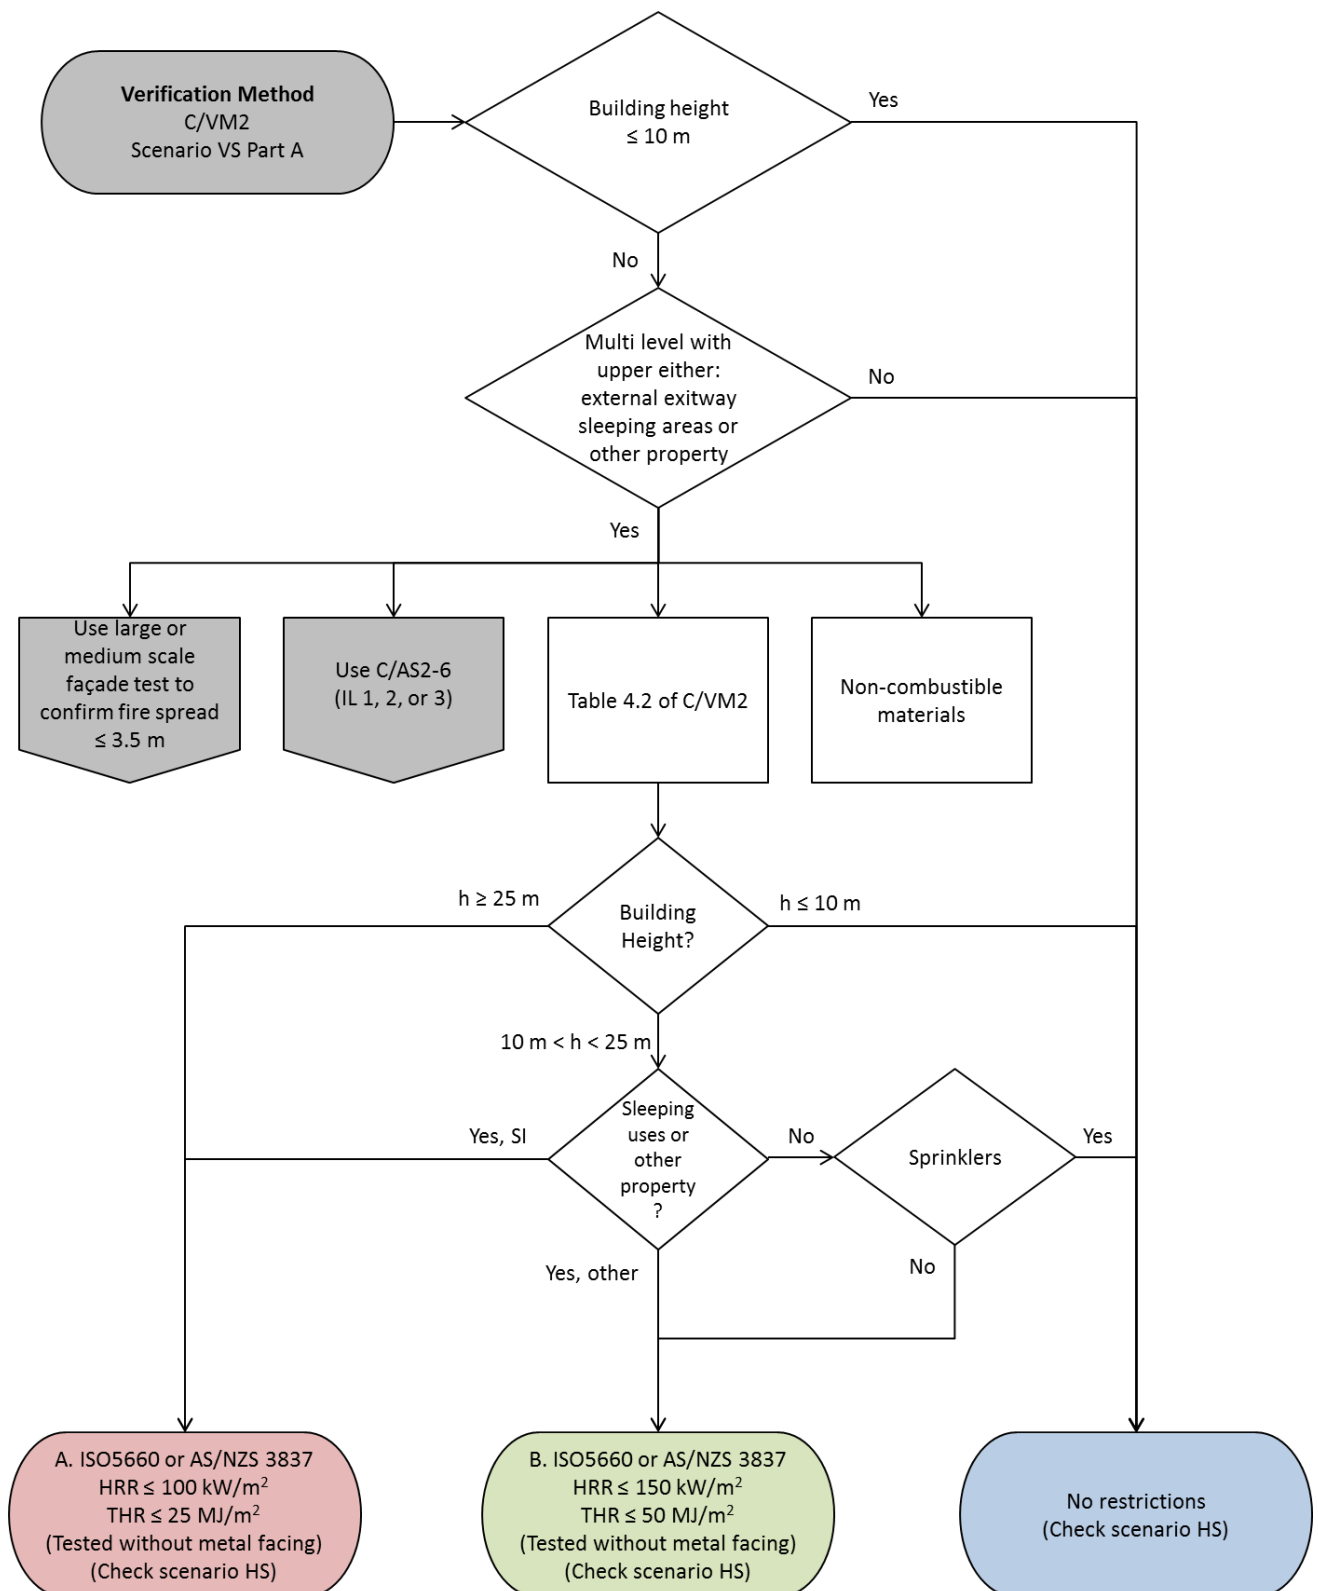 Verification Method
C/VM2
Scenario VS Part A
Building height
≤ 10 m
Yes
No
Multi level with
upper either:
external exitway
sleeping areas or
other property
No
Yes
Use large or
medium scale
façade test to
confirm fire spread
≤ 3.5 m
Use C/AS2-6
(IL 1, 2, or 3)
Table 4.2 of C/VM2
Non-combustible
materials
h ≥ 25 m
Building
Height?
h ≤ 10 m
10 m < h < 25 m
Yes, SI
Sleeping
uses or
other
property
?
No
Sprinklers
Yes
Yes, other
No
A. ISO5660 or AS/NZS 3837
HRR ≤ 100 kW/m²
THR ≤ 25 MJ/m²
(Tested without metal facing)
(Check scenario HS)
B. ISO5660 or AS/NZS 3837
HRR ≤ 150 kW/m²
THR ≤ 50 MJ/m²
(Tested without metal facing)
(Check scenario HS)
No restrictions
(Check scenario HS)